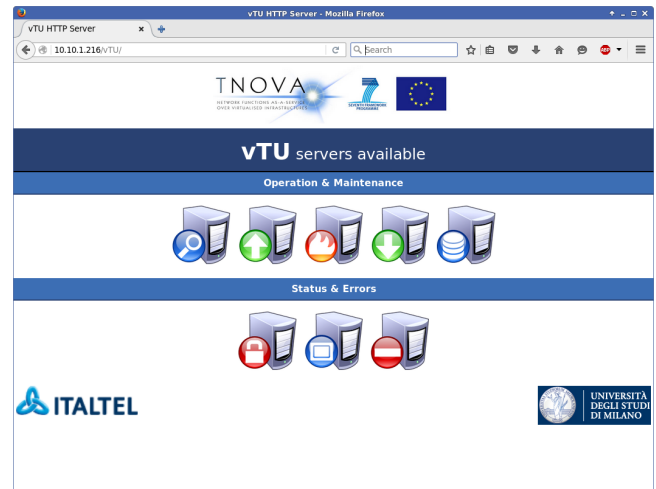 vTU HTTP Server - Mozilla Firefox
vTU HTTP Server
10.10.1.216/vTU/
Search
ABP
TNOVA
NETWORK FUNCTIONS AS-A-SERVICE
OVER VIRTUALISED INFRASTRUCTURES
7
SEVENTH FRAMEWORK
PROGRAMME
vTU servers available
Operation & Maintenance
Status & Errors
ITALTEL
UNIVERSITÀ
DEGLI STUDI
DI MILANO